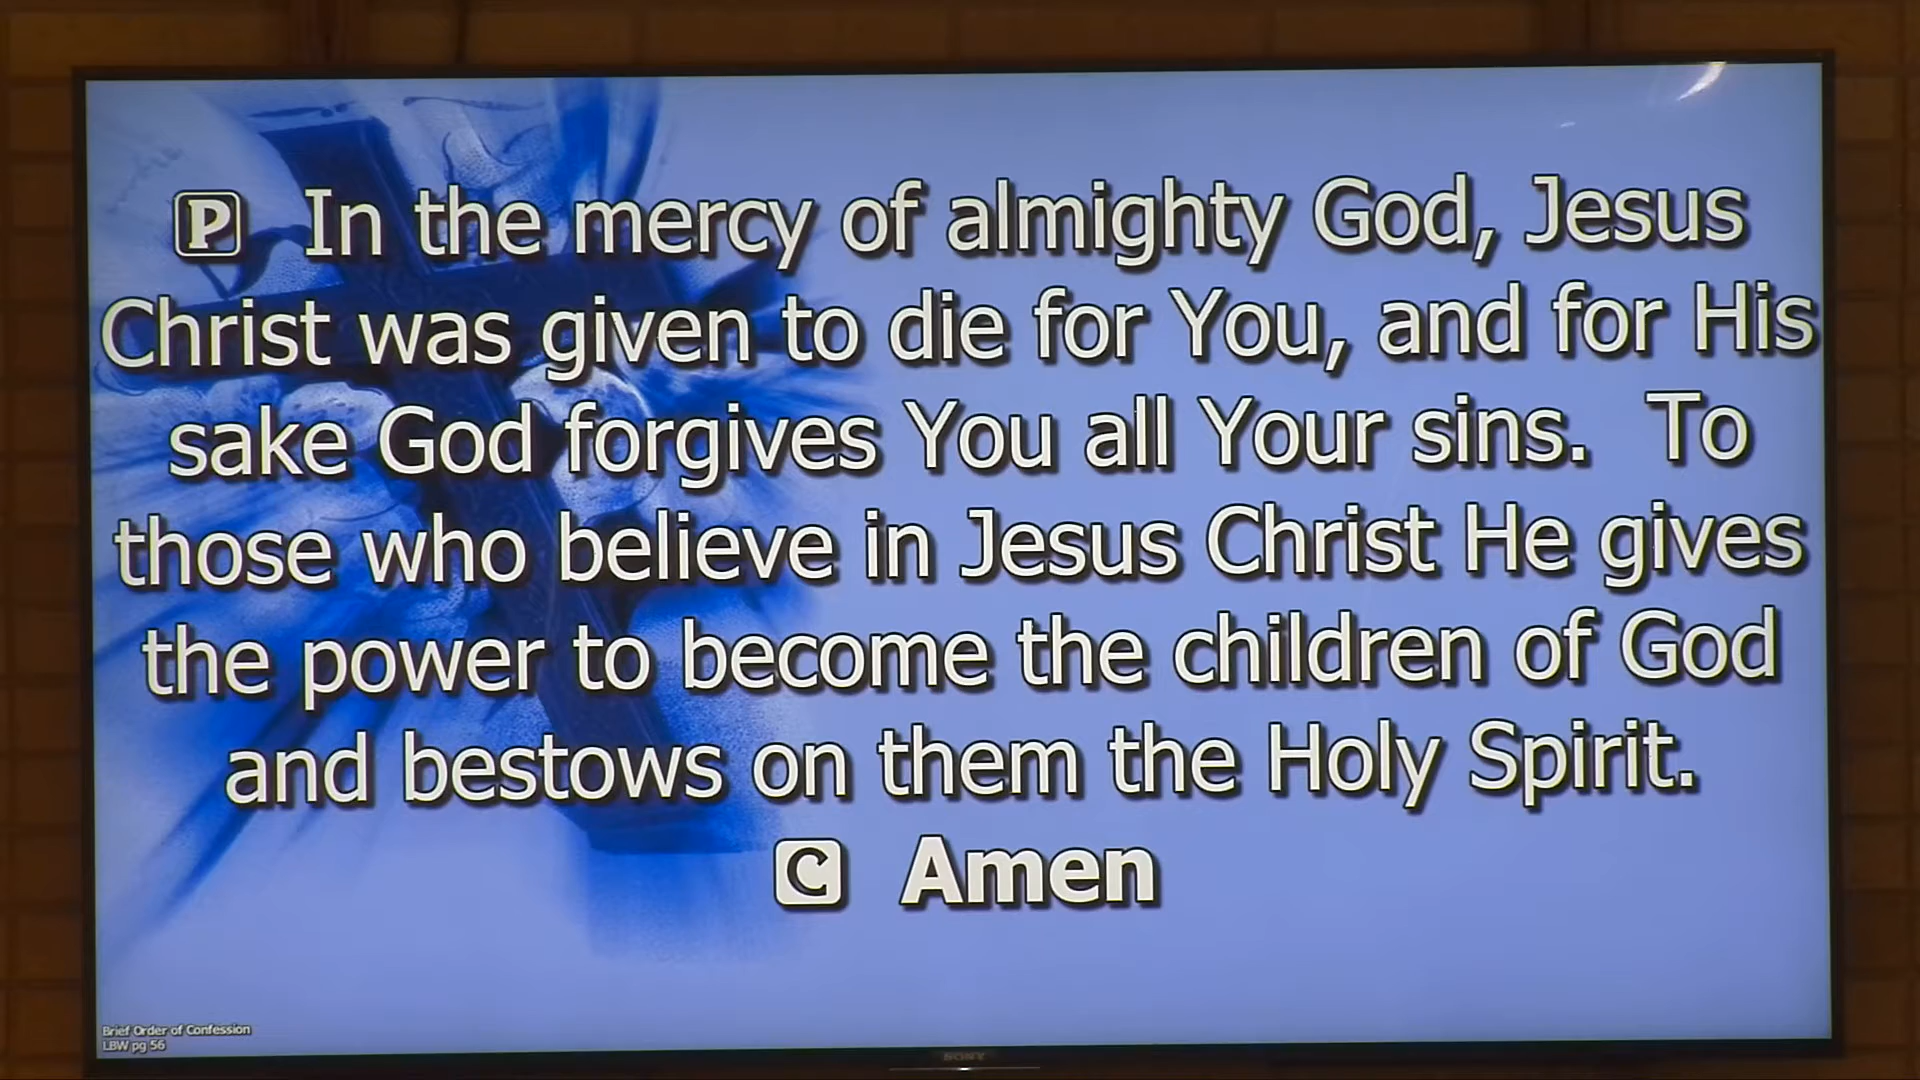 P In the mercy of almighty God, Jesus
Christ was given to die for You, and for His
sake God forgives You all Your sins. To
those who believe in Jesus Christ He gives
the power to become the children of God
and bestows on them the Holy Spirit.
C Amen
Brief Order of Confession
LBW pg 56
SONY